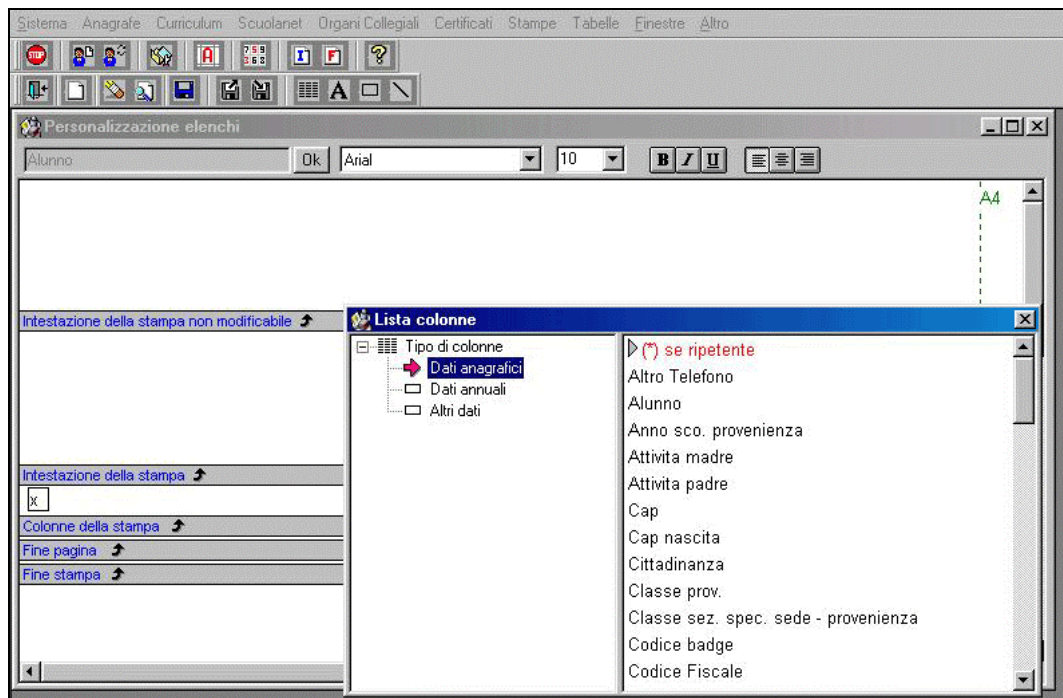 Sistema Anagrafe Curriculum Scuolanet Organi Collegiali Certificati Stampe Tabelle Finestre Altro
STOP A 759 368 I F ?
A
Personalizzazione elenchi
Alunno Ok Arial 10 B I U
A4
Intestazione della stampa non modificabile
Intestazione della stampa
x
Colonne della stampa
Fine pagina
Fine stampa
Lista colonne
Tipo di colonne
Dati anagrafici
Dati annuali
Altri dati
(*) se ripetente
Altro Telefono
Alunno
Anno sco. provenienza
Attivita madre
Attivita padre
Cap
Cap nascita
Cittadinanza
Classe prov.
Classe sez. spec. sede - provenienza
Codice badge
Codice Fiscale